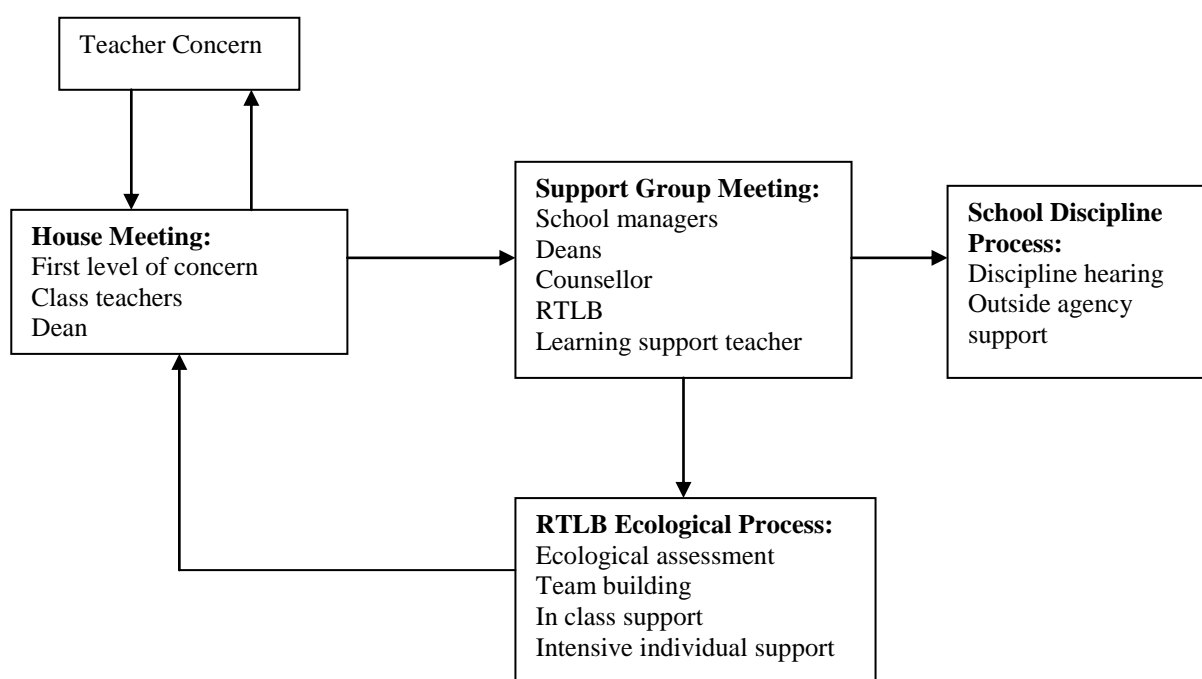 Teacher Concern
House Meeting:
First level of concern
Class teachers
Dean
Support Group Meeting:
School managers
Deans
Counsellor
RTLB
Learning support teacher
School Discipline
Process:
Discipline hearing
Outside agency
support
RTLB Ecological Process:
Ecological assessment
Team building
In class support
Intensive individual support